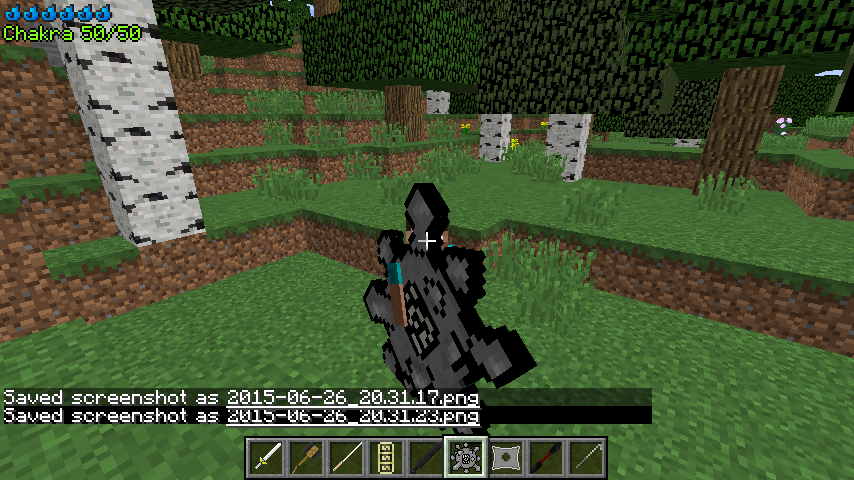 Chakra 50/50
Saved screenshot as 2015-06-26_20.31.17.png
Saved screenshot as 2015-06-26_20.31.23.png